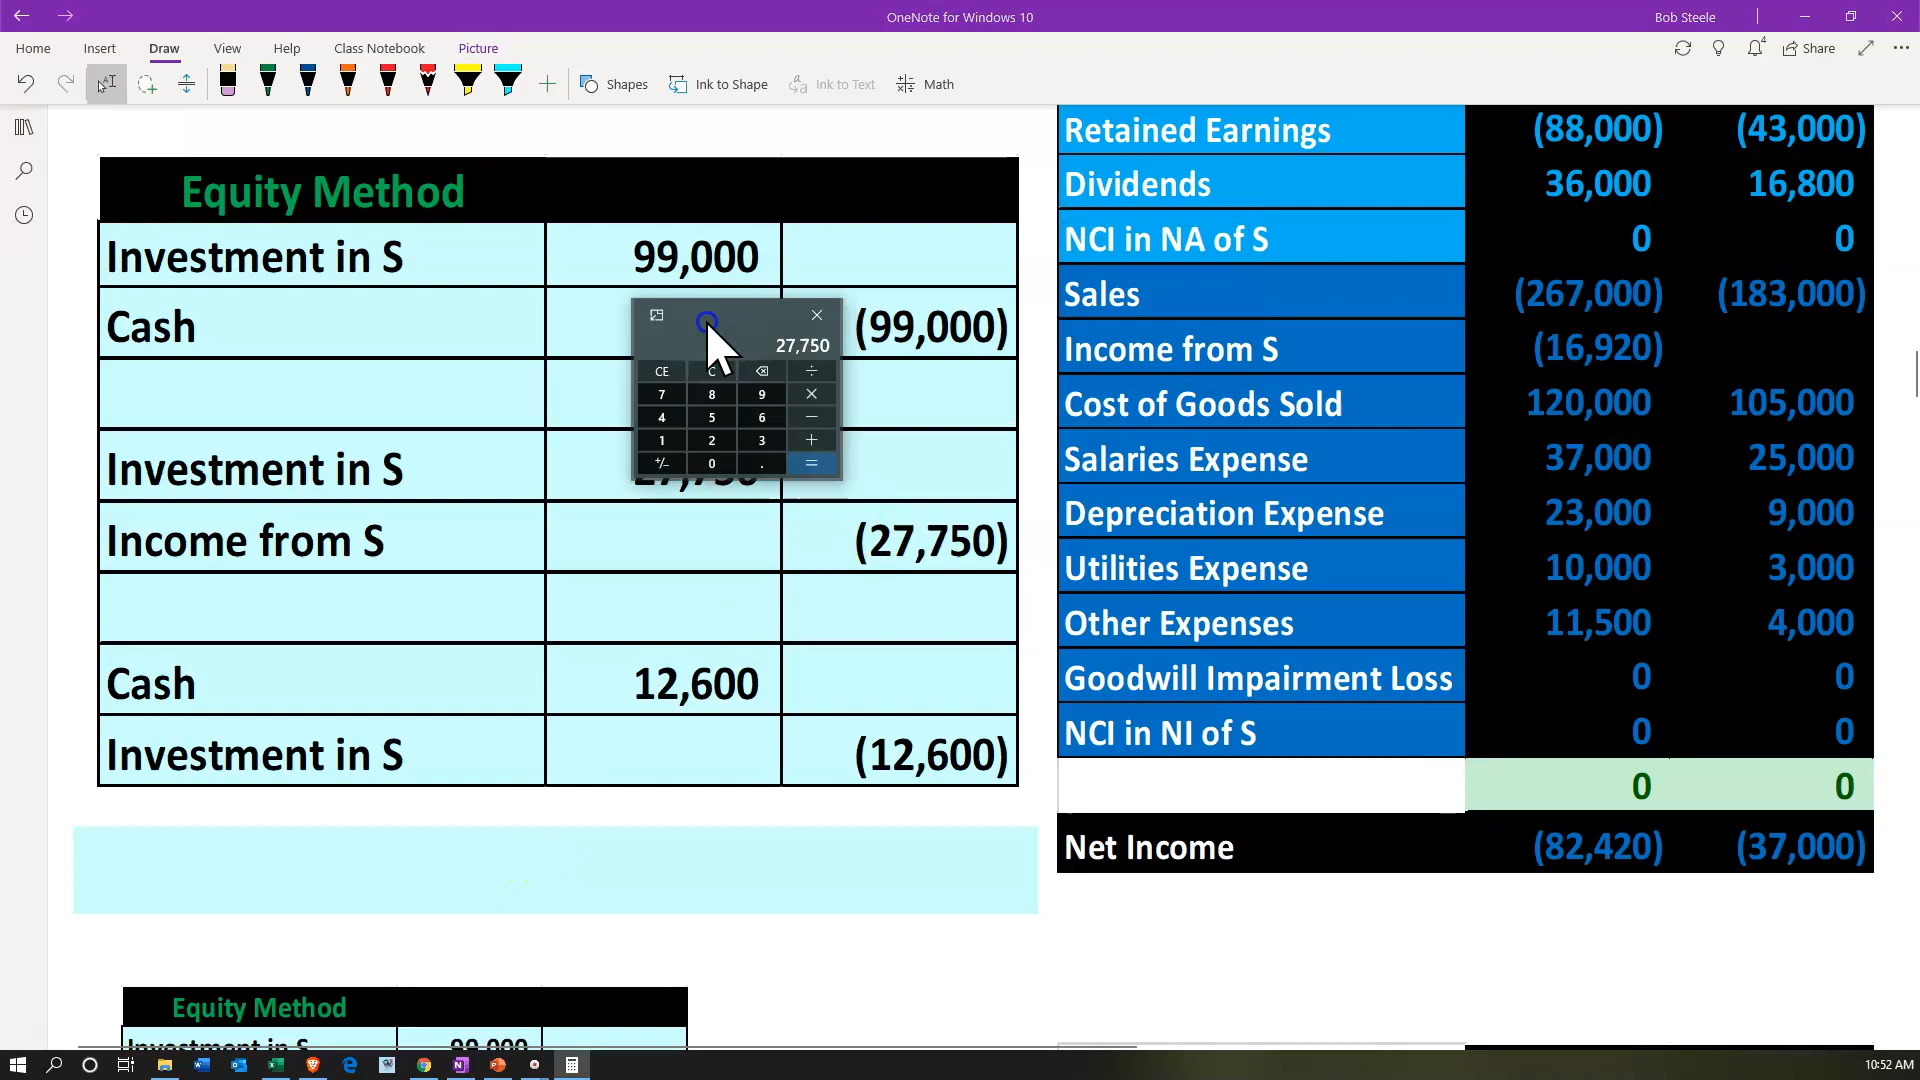 OneNote for Windows 10
Bob Steele
Home Insert Draw View Help Class Notebook Picture
4
Share
Shapes
Ink to Shape
Ink to Text
Math
Equity Method
Investment in S 99,000
Cash (99,000)
Investment in S
Income from S (27,750)
Cash 12,600
Investment in S (12,600)
27,750
CE C ÷
7 8 9 ×
4 5 6 −
1 2 3 +
+/− 0 . =
Retained Earnings (88,000) (43,000)
Dividends 36,000 16,800
NCI in NA of S 0 0
Sales (267,000) (183,000)
Income from S (16,920)
Cost of Goods Sold 120,000 105,000
Salaries Expense 37,000 25,000
Depreciation Expense 23,000 9,000
Utilities Expense 10,000 3,000
Other Expenses 11,500 4,000
Goodwill Impairment Loss 0 0
NCI in NI of S 0 0
0 0
Net Income (82,420) (37,000)
Equity Method
Investment in S 99,000
10:52 AM